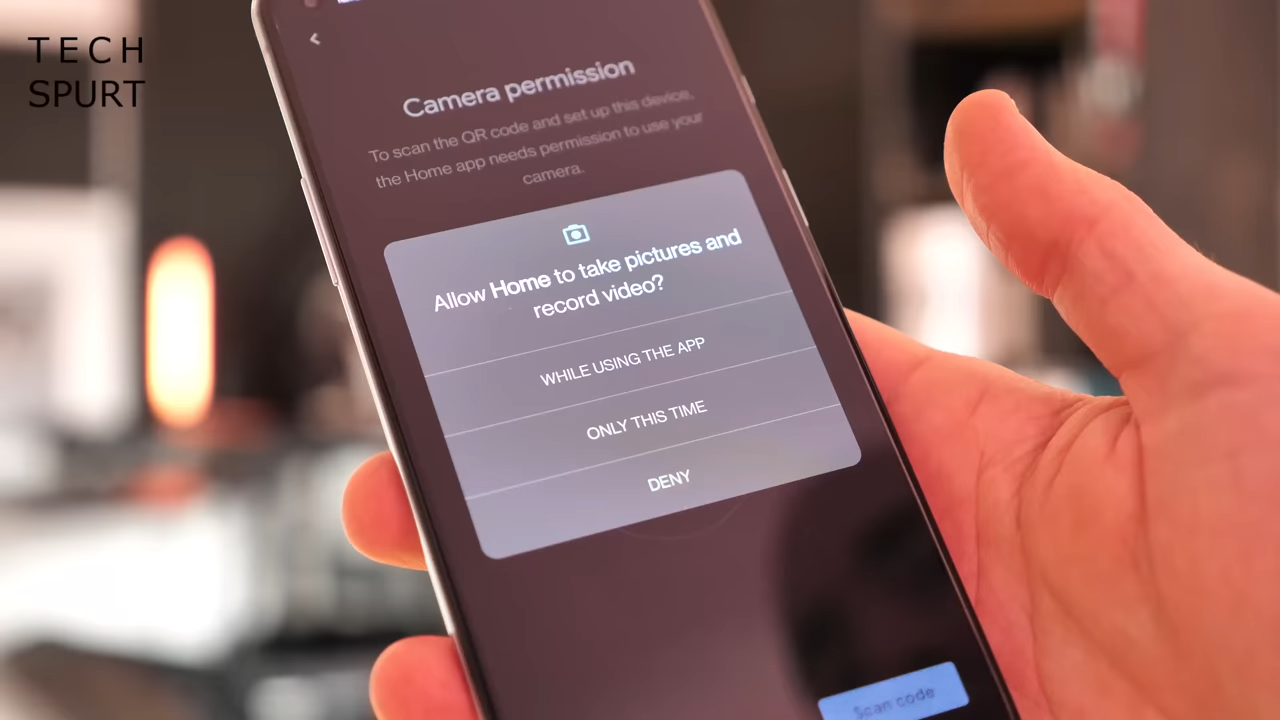 TECH
SPURT
Camera permission
To scan the QR code and set up this device,
the Home app needs permission to use your
camera.
Allow Home to take pictures and
record video?
WHILE USING THE APP
ONLY THIS TIME
DENY
Scan code